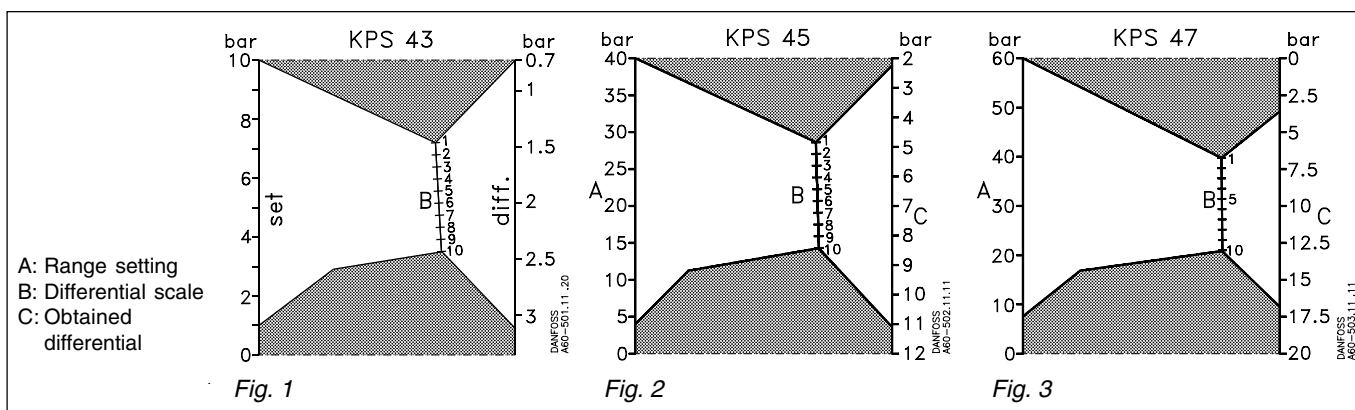 KPS 43
bar
bar
10
8
6
4
2
0
set
B
1
2
3
4
5
6
7
8
9
10
diff.
0.7
1
1.5
2
2.5
3
DANFOSS
A60-501.11.20
Fig. 1
KPS 45
bar
bar
40
35
30
25
20
15
10
5
0
A
B
1
2
3
4
5
6
7
8
9
10
C
2
3
4
5
6
7
8
9
10
11
12
DANFOSS
A60-502.11.11
Fig. 2
KPS 47
bar
bar
60
50
40
30
20
10
0
A
B
1
5
10
C
0
2.5
5
7.5
10
12.5
15
17.5
20
DANFOSS
A60-503.11.11
Fig. 3
A: Range setting
B: Differential scale
C: Obtained
differential